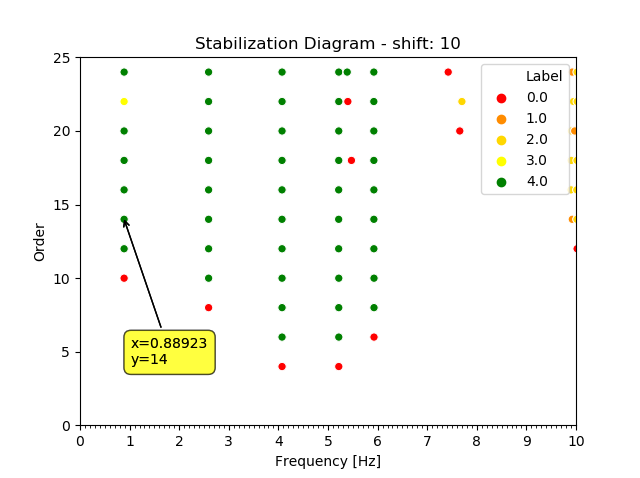 Stabilization Diagram - shift: 10
Label
0.0
1.0
2.0
3.0
4.0
25
20
15
10
5
0
Order
x=0.88923
y=14
0 1 2 3 4 5 6 7 8 9 10
Frequency [Hz]